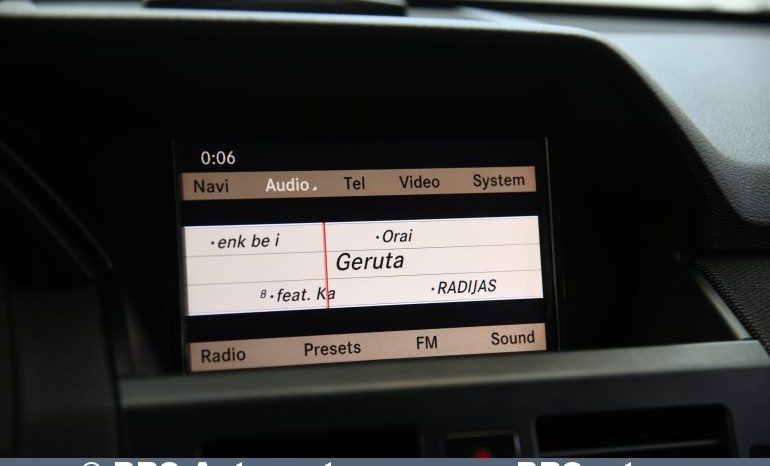 0:06
Navi Audio Tel Video System
·enk be i ·Orai
Geruta
8·feat. Ka ·RADIJAS
Radio Presets FM Sound